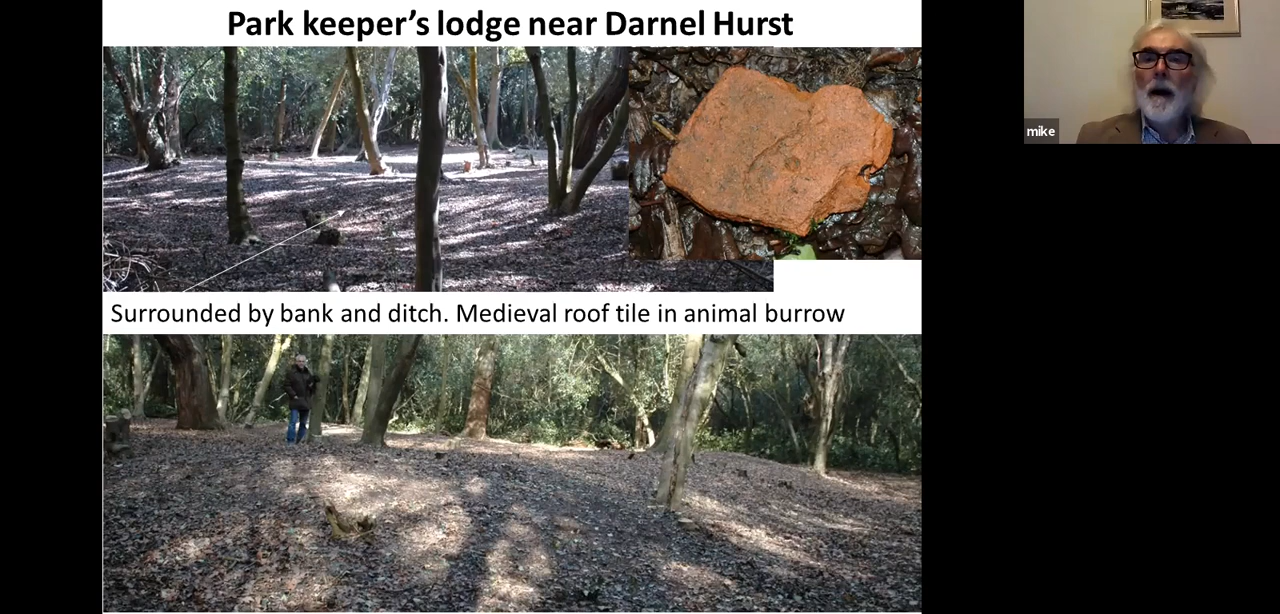 Park keeper’s lodge near Darnel Hurst
mike
Surrounded by bank and ditch. Medieval roof tile in animal burrow